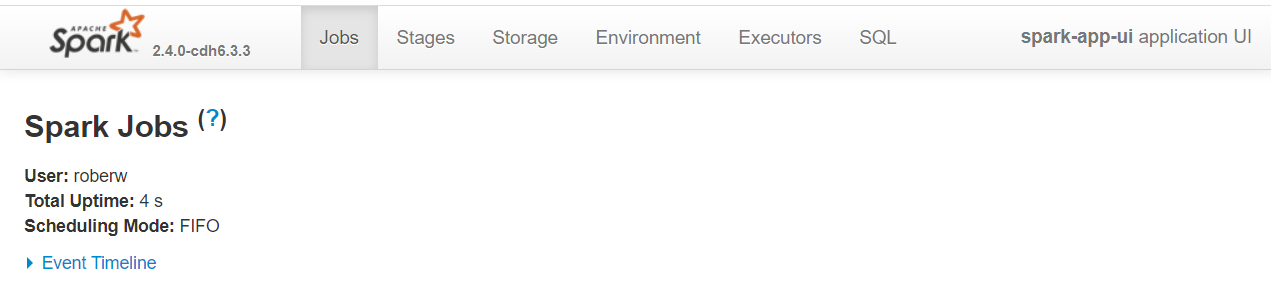 APACHE
Spark 2.4.0-cdh6.3.3 Jobs Stages Storage Environment Executors SQL spark-app-ui application UI
Spark Jobs (?)
User: roberw
Total Uptime: 4 s
Scheduling Mode: FIFO
Event Timeline